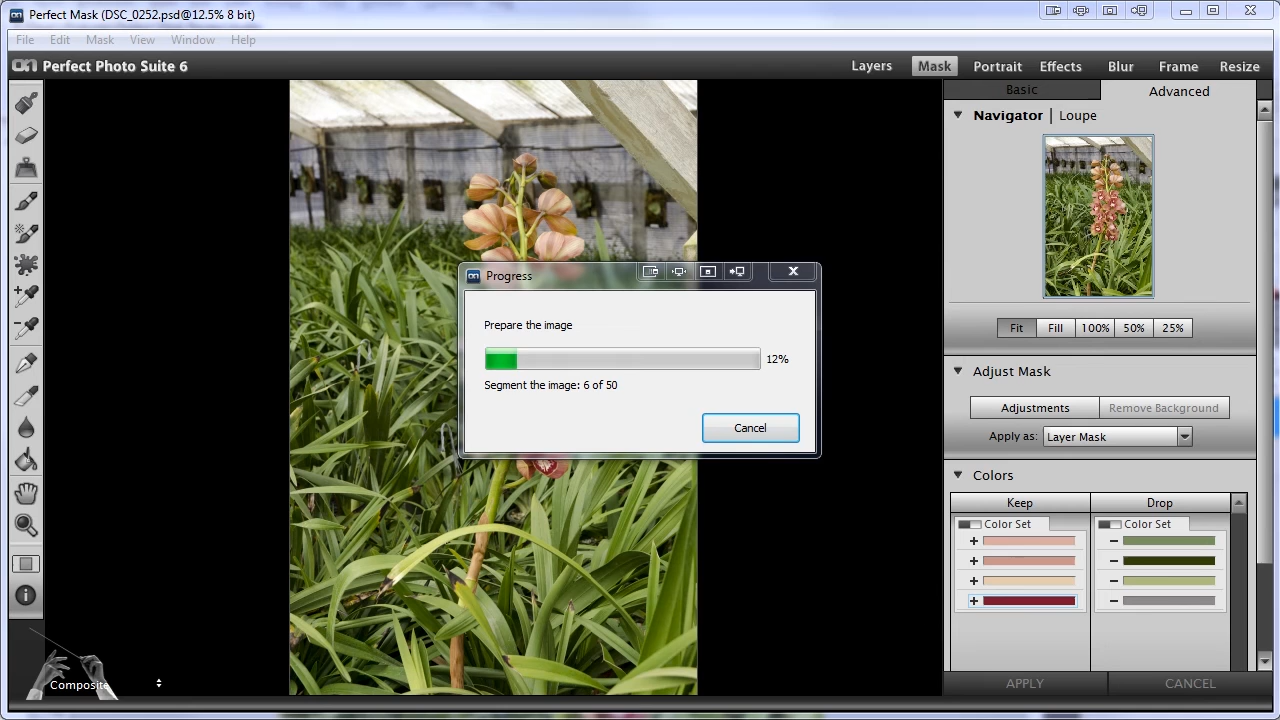 Perfect Mask (DSC_0252.psd@12.5% 8 bit)
File Edit Mask View Window Help
on Perfect Photo Suite 6
Layers Mask Portrait Effects Blur Frame Resize
Basic Advanced
Navigator | Loupe
Fit Fill 100% 50% 25%
Adjust Mask
Adjustments Remove Background
Apply as: Layer Mask
Colors
Keep Drop
Color Set Color Set
on Progress
Prepare the image
12%
Segment the image: 6 of 50
Cancel
Composite
APPLY CANCEL